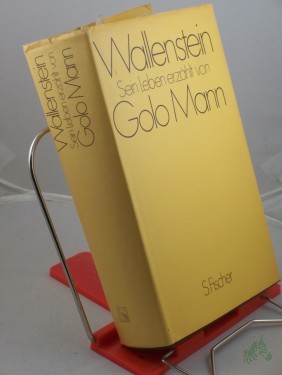 Wallenstein
Sein Leben erzählt von
Golo Mann
S. Fischer
Wallenstein
Sein Leben erzählt von
Golo Mann